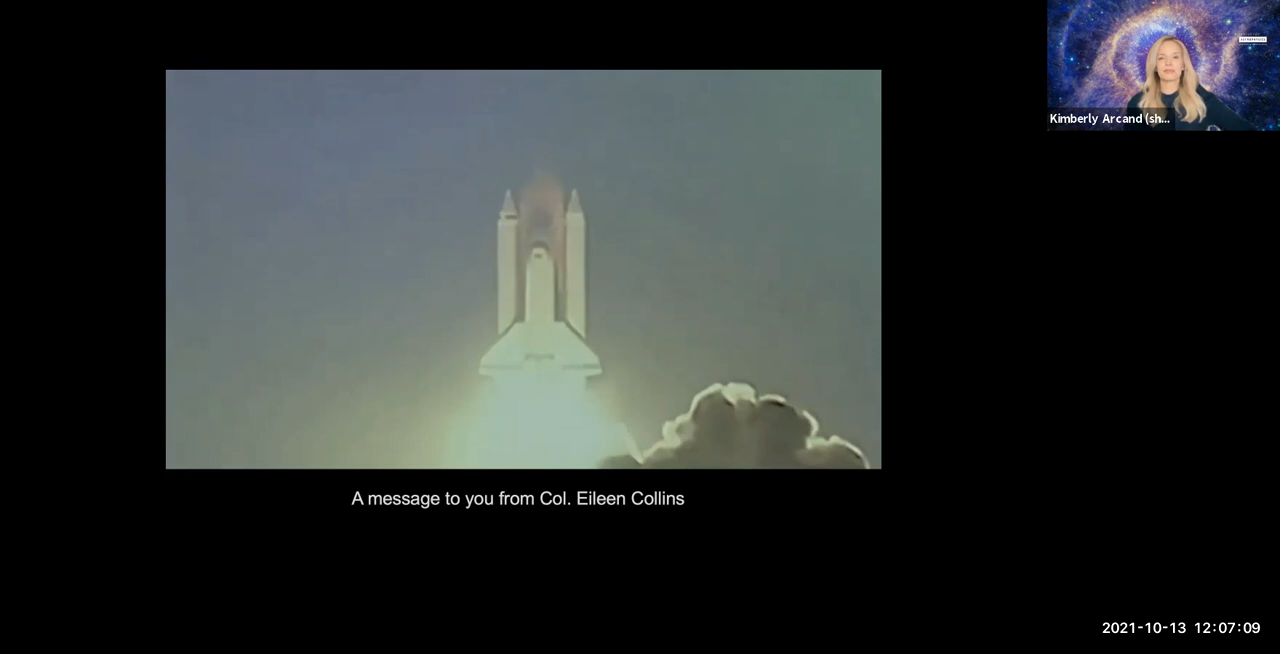 Kimberly Arcand (sh...
A message to you from Col. Eileen Collins
2021-10-13 12:07:09